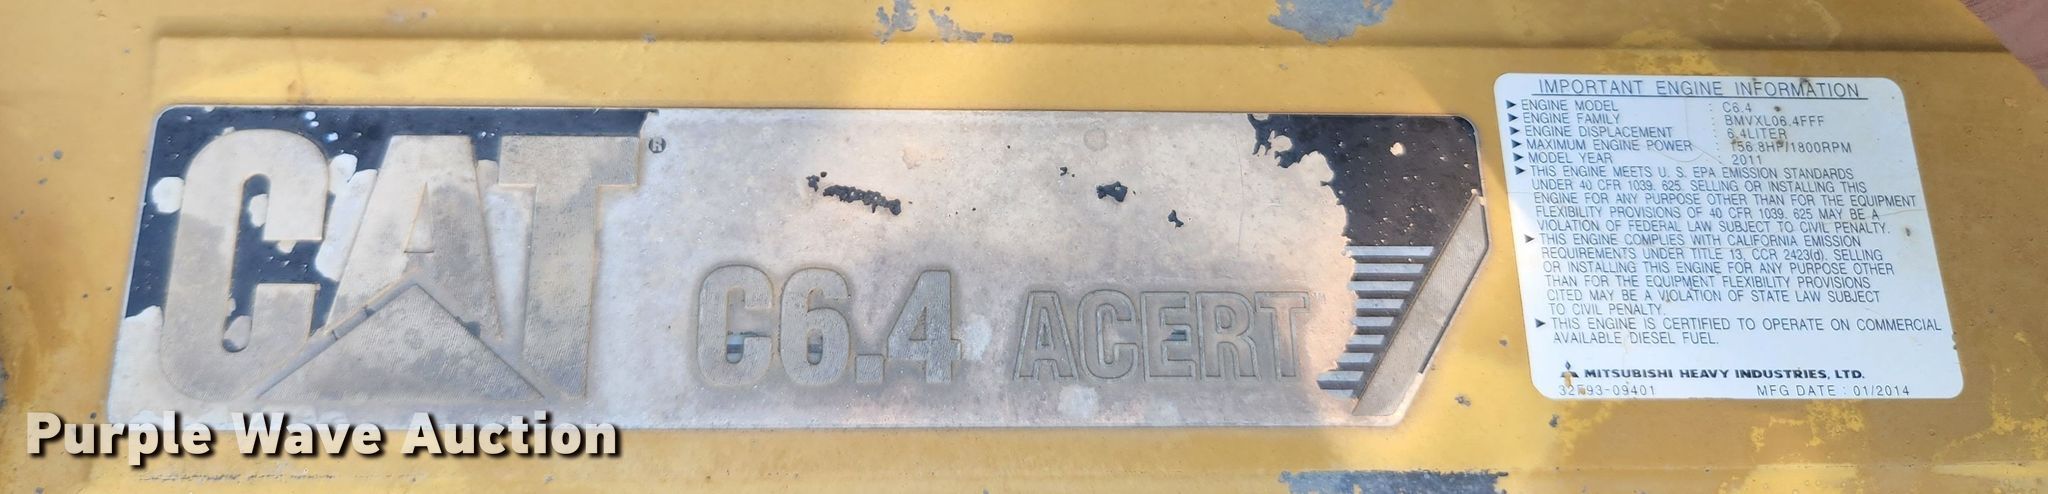 CAT®
C6.4 ACERT™
IMPORTANT ENGINE INFORMATION
▶ ENGINE MODEL : C6.4
▶ ENGINE FAMILY : BMVXL06.4FFF
▶ ENGINE DISPLACEMENT : 6.4LITER
▶ MAXIMUM ENGINE POWER : 156.8HP/1800RPM
▶ MODEL YEAR : 2011
▶ THIS ENGINE MEETS U. S. EPA EMISSION STANDARDS
UNDER 40 CFR 1039. 625. SELLING OR INSTALLING THIS
ENGINE FOR ANY PURPOSE OTHER THAN FOR THE EQUIPMENT
FLEXIBILITY PROVISIONS OF 40 CFR 1039. 625 MAY BE A
VIOLATION OF FEDERAL LAW SUBJECT TO CIVIL PENALTY.
▶ THIS ENGINE COMPLIES WITH CALIFORNIA EMISSION
REQUIREMENTS UNDER TITLE 13, CCR 2423(d). SELLING
OR INSTALLING THIS ENGINE FOR ANY PURPOSE OTHER
THAN FOR THE EQUIPMENT FLEXIBILITY PROVISIONS
CITED MAY BE A VIOLATION OF STATE LAW SUBJECT
TO CIVIL PENALTY.
▶ THIS ENGINE IS CERTIFIED TO OPERATE ON COMMERCIAL
AVAILABLE DIESEL FUEL.
MITSUBISHI HEAVY INDUSTRIES, LTD.
32F93-09401 MFG DATE : 01/2014
Purple Wave Auction